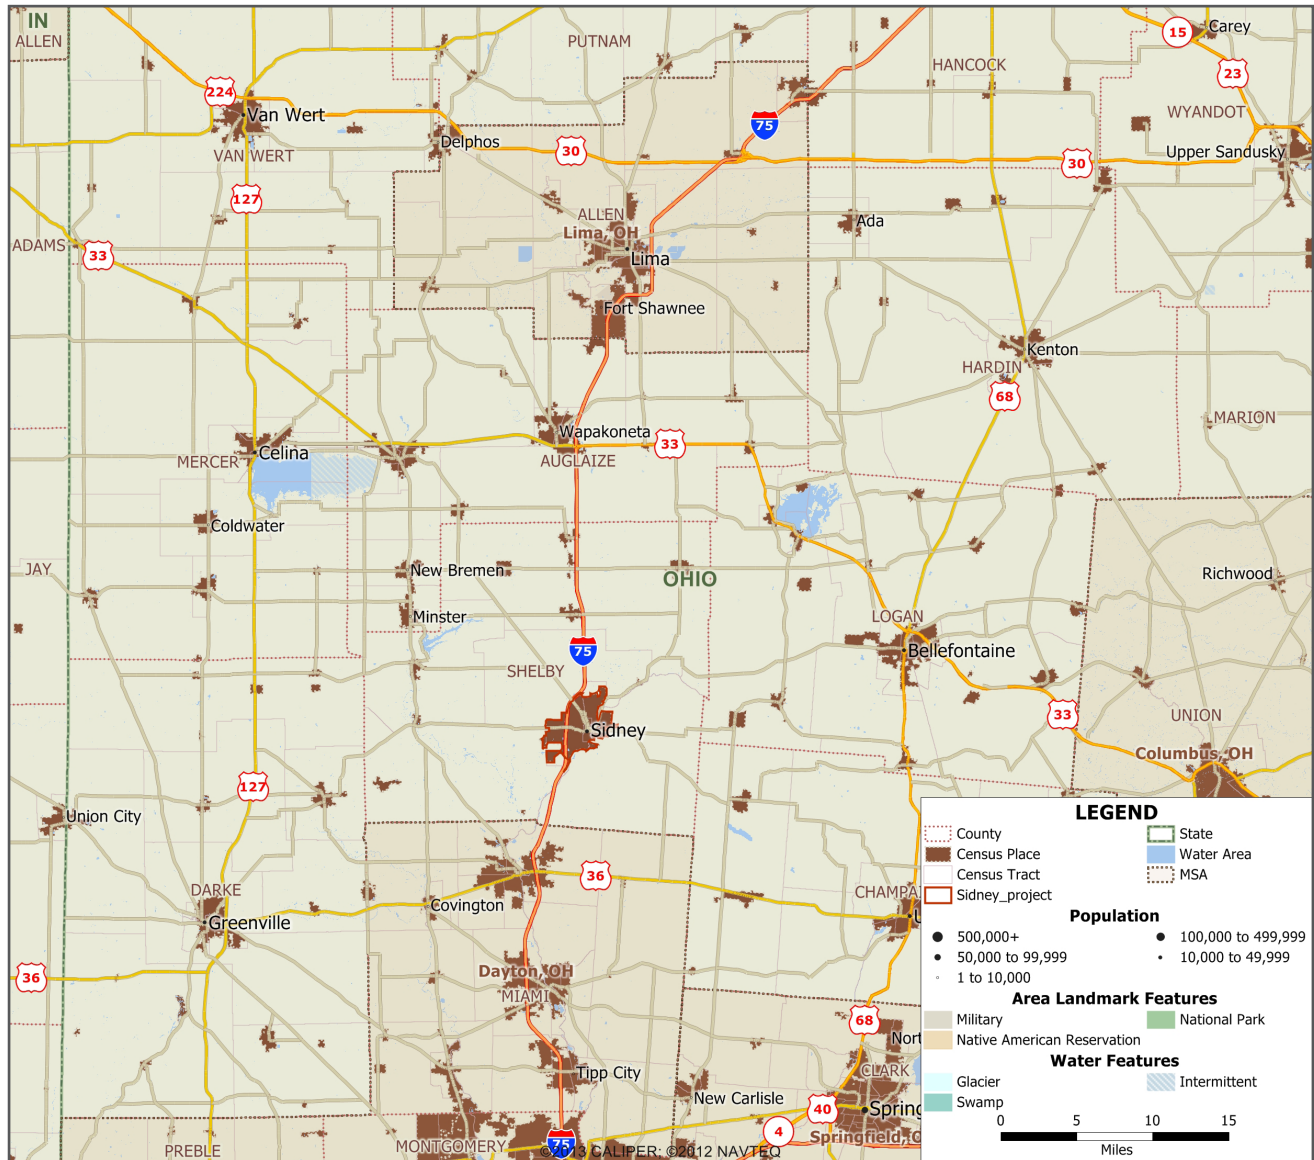 IN
ALLEN
PUTNAM
HANCOCK
15
Carey
23
WYANDOT
224
Van Wert
VAN WERT
Delphos
30
75
30
Upper Sandusky
127
ADAMS
33
ALLEN
Lima, OH
Lima
Ada
Fort Shawnee
Kenton
HARDIN
68
MARION
Wapakoneta
33
AUGLAIZE
MERCER
Celina
Coldwater
JAY
New Bremen
OHIO
Richwood
Minster
LOGAN
Bellefontaine
75
SHELBY
Sidney
33
UNION
Columbus, OH
127
Union City
36
DARKE
Greenville
Covington
CHAMPA
U
36
Dayton, OH
MIAMI
68
Nort
CLARK
Tipp City
New Carlisle
40
Spring
4
Springfield, O
75
MONTGOMERY
PREBLE
©2013 CALIPER; ©2012 NAVTEQ
LEGEND
County
State
Census Place
Water Area
Census Tract
MSA
Sidney_project
Population
500,000+
100,000 to 499,999
50,000 to 99,999
10,000 to 49,999
1 to 10,000
Area Landmark Features
Military
National Park
Native American Reservation
Water Features
Glacier
Intermittent
Swamp
0 5 10 15
Miles